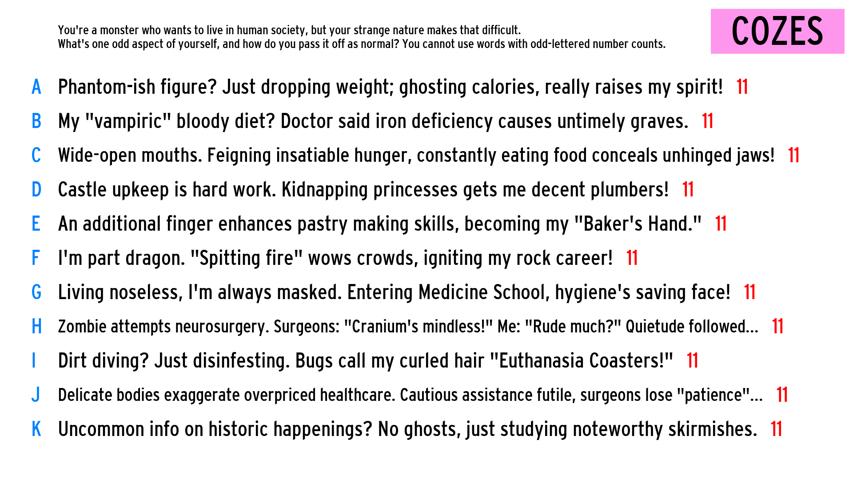 You're a monster who wants to live in human society, but your strange nature makes that difficult.
What's one odd aspect of yourself, and how do you pass it off as normal? You cannot use words with odd-lettered number counts.
COZES
A Phantom-ish figure? Just dropping weight; ghosting calories, really raises my spirit! 11
B My "vampiric" bloody diet? Doctor said iron deficiency causes untimely graves. 11
C Wide-open mouths. Feigning insatiable hunger, constantly eating food conceals unhinged jaws! 11
D Castle upkeep is hard work. Kidnapping princesses gets me decent plumbers! 11
E An additional finger enhances pastry making skills, becoming my "Baker's Hand." 11
F I'm part dragon. "Spitting fire" wows crowds, igniting my rock career! 11
G Living noseless, I'm always masked. Entering Medicine School, hygiene's saving face! 11
H Zombie attempts neurosurgery. Surgeons: "Cranium's mindless!" Me: "Rude much?" Quietude followed... 11
I Dirt diving? Just disinfesting. Bugs call my curled hair "Euthanasia Coasters!" 11
J Delicate bodies exaggerate overpriced healthcare. Cautious assistance futile, surgeons lose "patience"... 11
K Uncommon info on historic happenings? No ghosts, just studying noteworthy skirmishes. 11